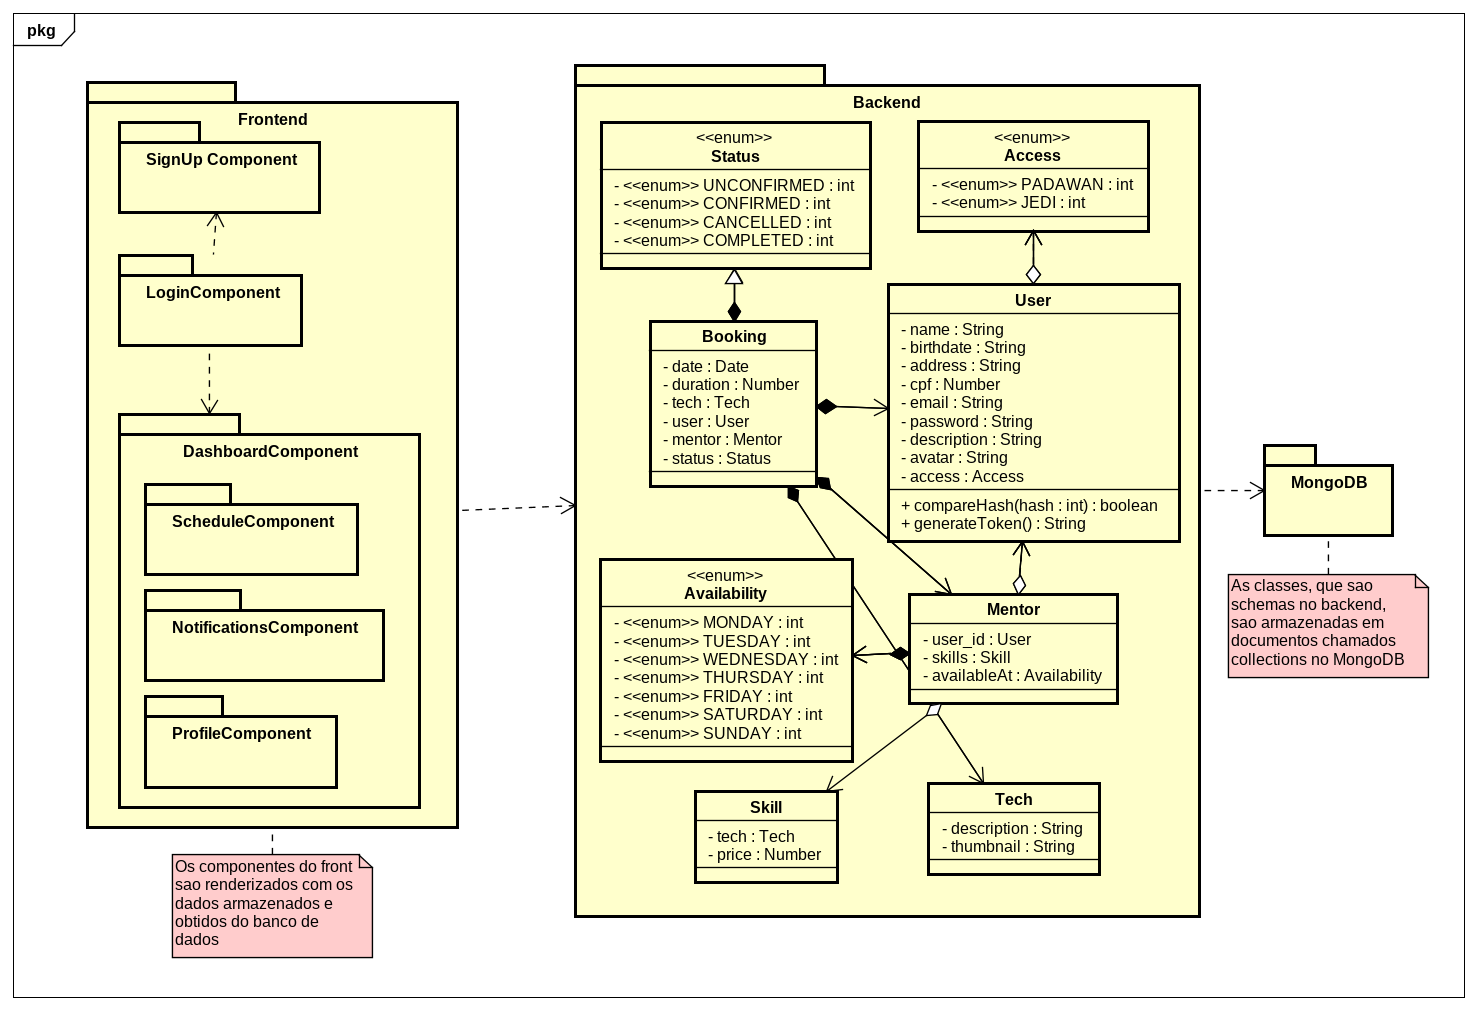 pkg
Frontend
SignUp Component
LoginComponent
DashboardComponent
ScheduleComponent
NotificationsComponent
ProfileComponent
Os componentes do front
sao renderizados com os
dados armazenados e
obtidos do banco de
dados
Backend
<<enum>>
Status
- <<enum>> UNCONFIRMED : int
- <<enum>> CONFIRMED : int
- <<enum>> CANCELLED : int
- <<enum>> COMPLETED : int
<<enum>>
Access
- <<enum>> PADAWAN : int
- <<enum>> JEDI : int
Booking
- date : Date
- duration : Number
- tech : Tech
- user : User
- mentor : Mentor
- status : Status
User
- name : String
- birthdate : String
- address : String
- cpf : Number
- email : String
- password : String
- description : String
- avatar : String
- access : Access
+ compareHash(hash : int) : boolean
+ generateToken() : String
<<enum>>
Availability
- <<enum>> MONDAY : int
- <<enum>> TUESDAY : int
- <<enum>> WEDNESDAY : int
- <<enum>> THURSDAY : int
- <<enum>> FRIDAY : int
- <<enum>> SATURDAY : int
- <<enum>> SUNDAY : int
Mentor
- user_id : User
- skills : Skill
- availableAt : Availability
Skill
- tech : Tech
- price : Number
Tech
- description : String
- thumbnail : String
MongoDB
As classes, que sao
schemas no backend,
sao armazenadas em
documentos chamados
collections no MongoDB